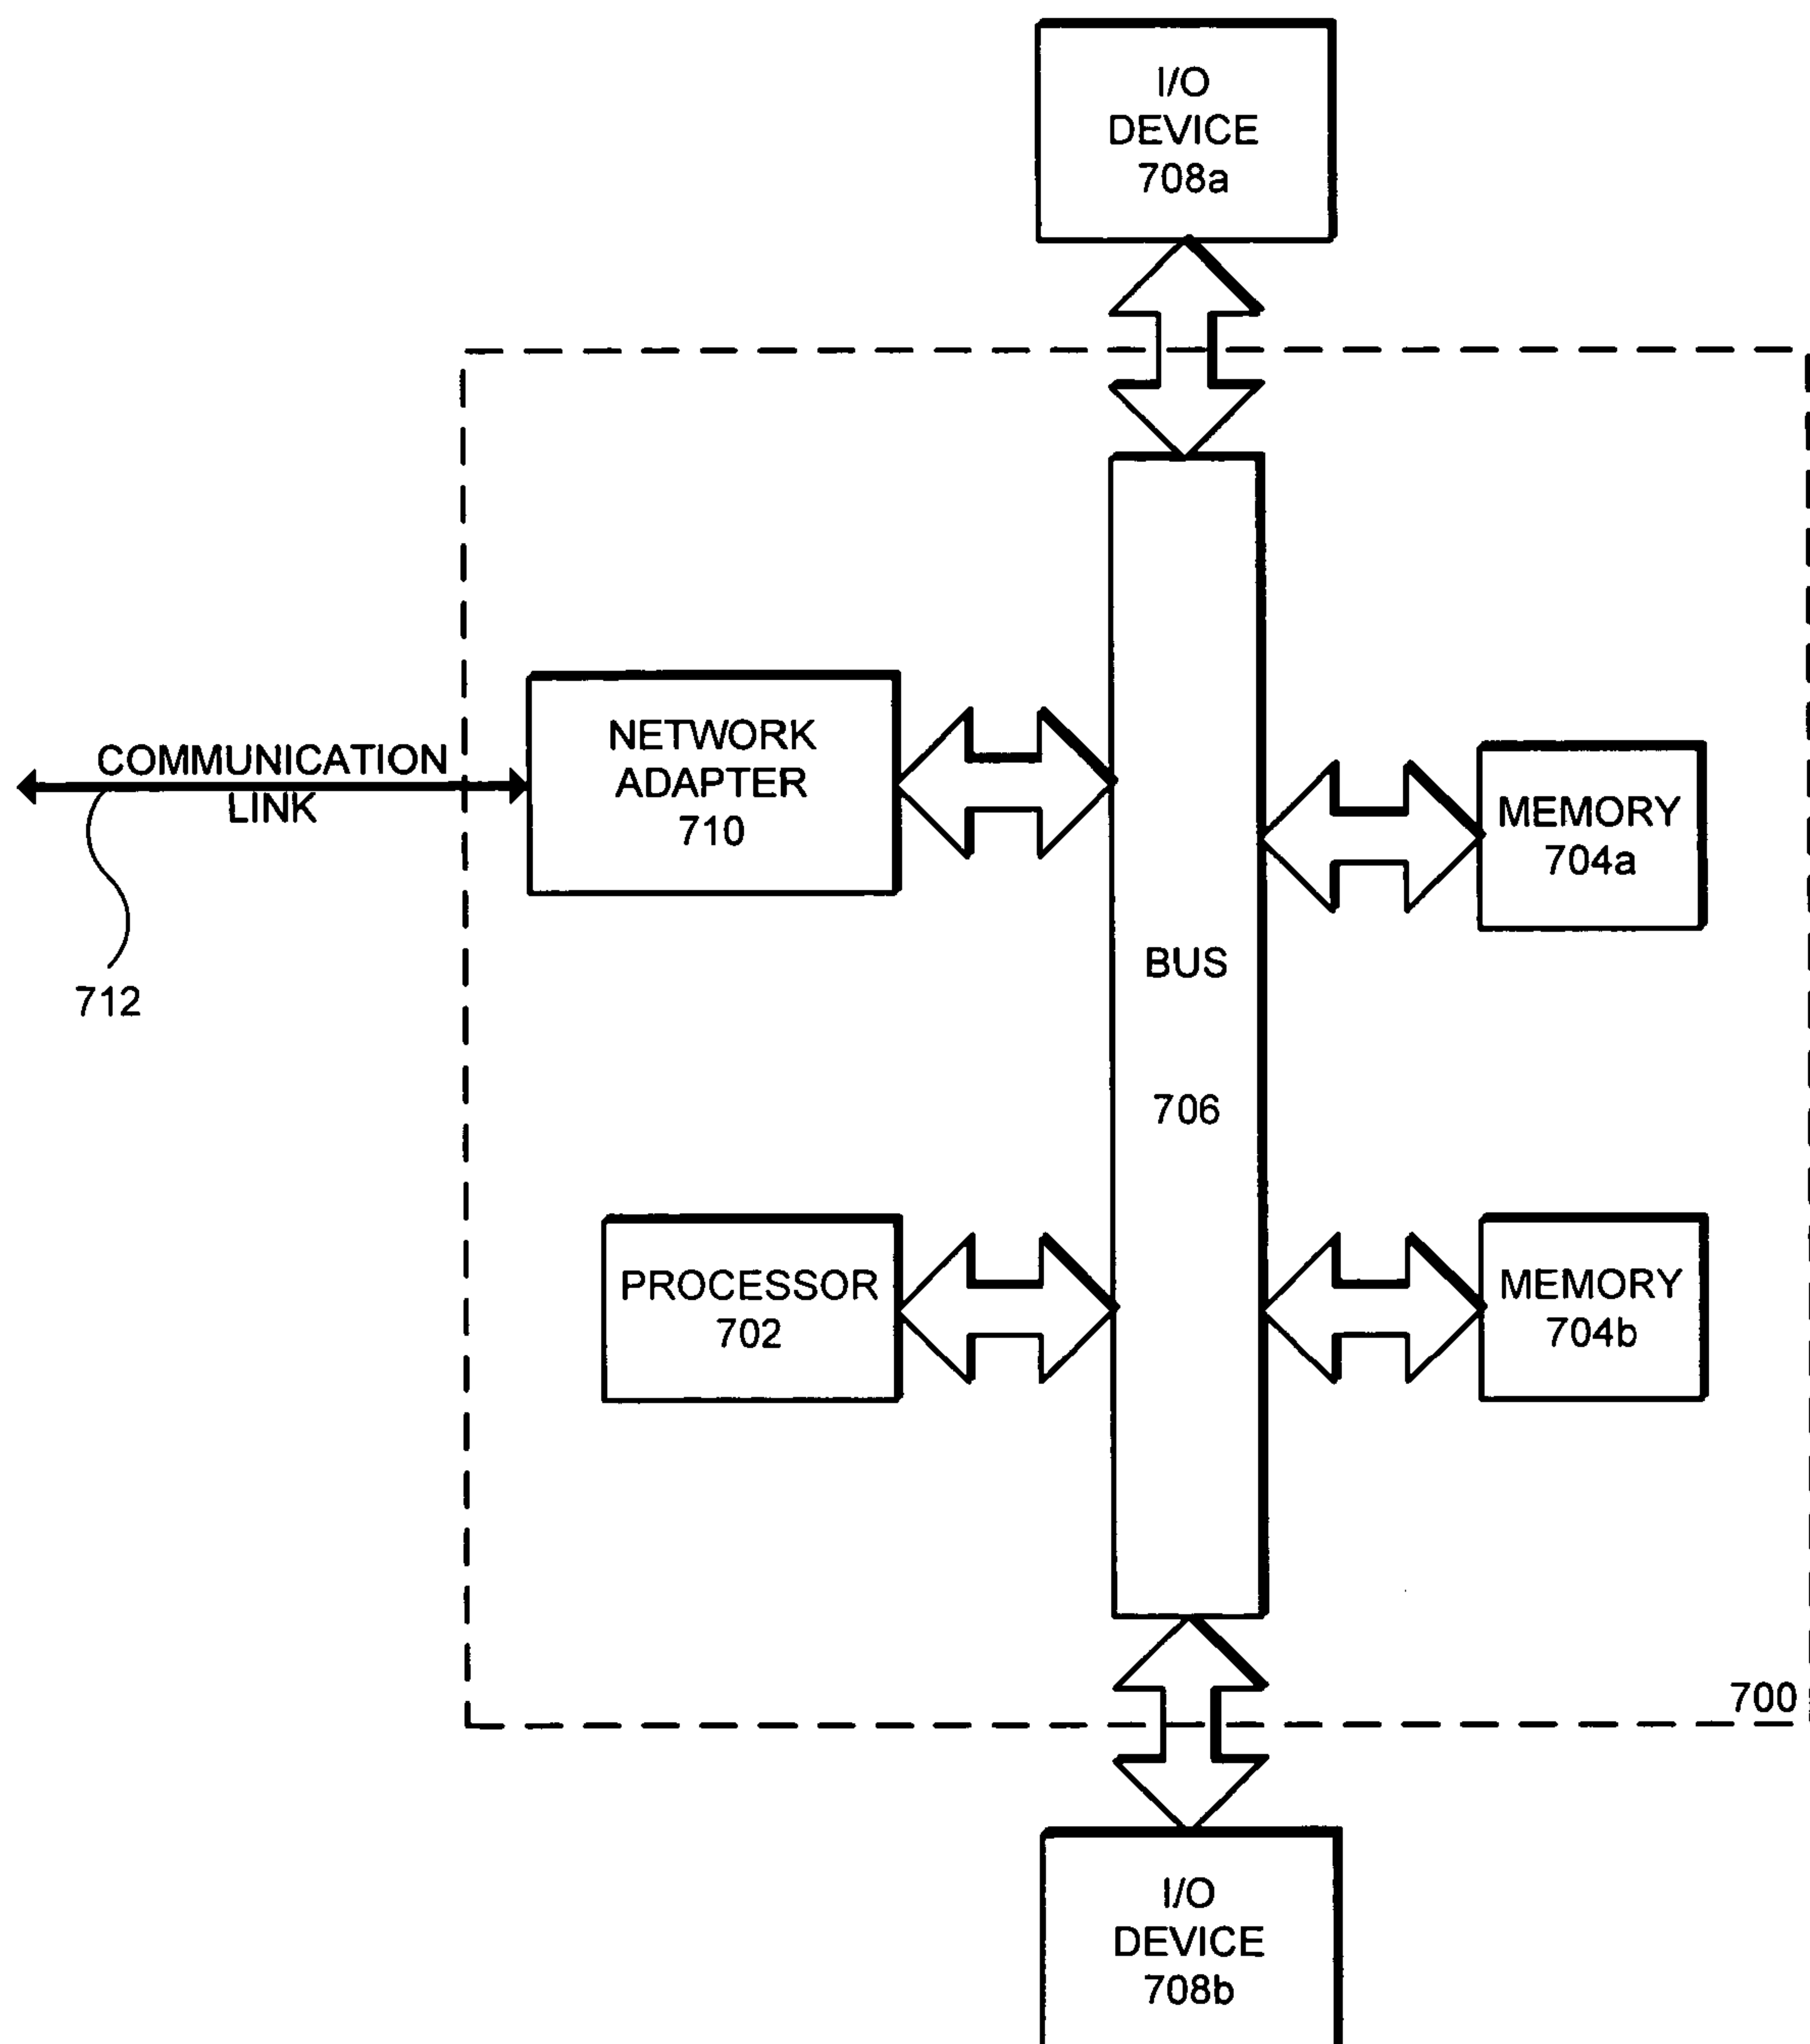 I/O
DEVICE
708a
NETWORK
ADAPTER
710
COMMUNICATION
LINK
712
MEMORY
704a
BUS
706
PROCESSOR
702
MEMORY
704b
700
I/O
DEVICE
708b